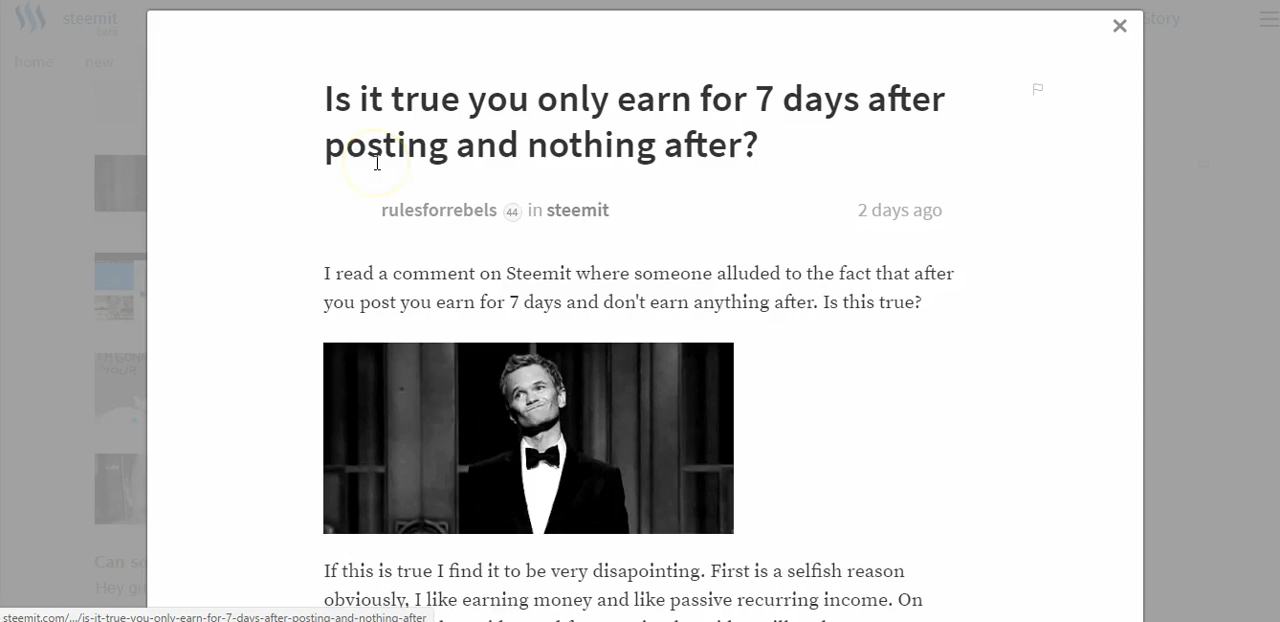 steemit
beta
Story
home new
Is it true you only earn for 7 days after
posting and nothing after?
rulesforrebels 44 in steemit 2 days ago
I read a comment on Steemit where someone alluded to the fact that after
you post you earn for 7 days and don't earn anything after. Is this true?
If this is true I find it to be very disapointing. First is a selfish reason
obviously, I like earning money and like passive recurring income. On
Hey
steemit.com/.../is-it-true-you-only-earn-for-7-days-after-posting-and-nothing-after